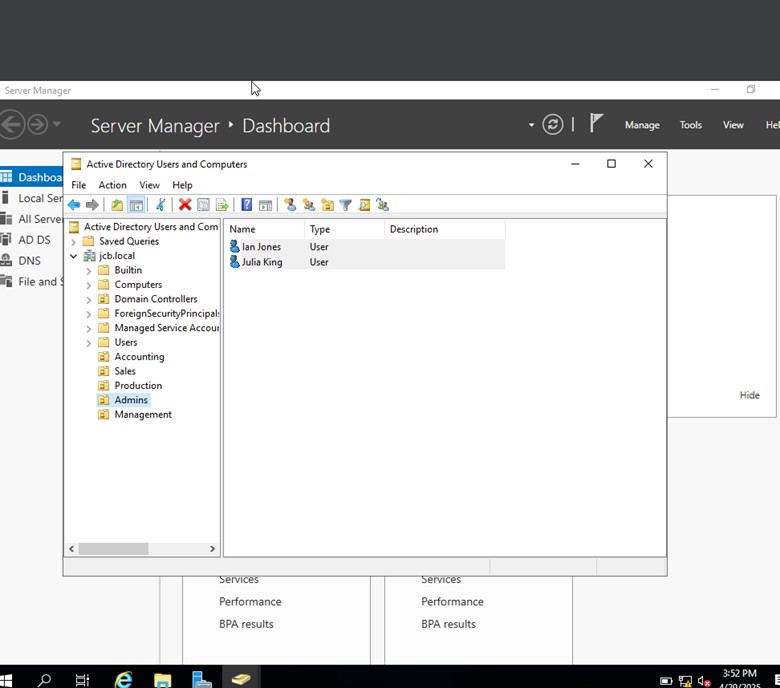 Server Manager
Server Manager Dashboard
Manage Tools View Hel
Dashboa
Local Ser
All Server
AD DS
DNS
File and S
Active Directory Users and Computers
File Action View Help
Active Directory Users and Com
Saved Queries
jcb.local
Builtin
Computers
Domain Controllers
ForeignSecurityPrincipals
Managed Service Accour
Users
Accounting
Sales
Production
Admins
Management
Name Type Description
Ian Jones User
Julia King User
Hide
Services
Performance
BPA results
Services
Performance
BPA results
3:52 PM
4/29/2025